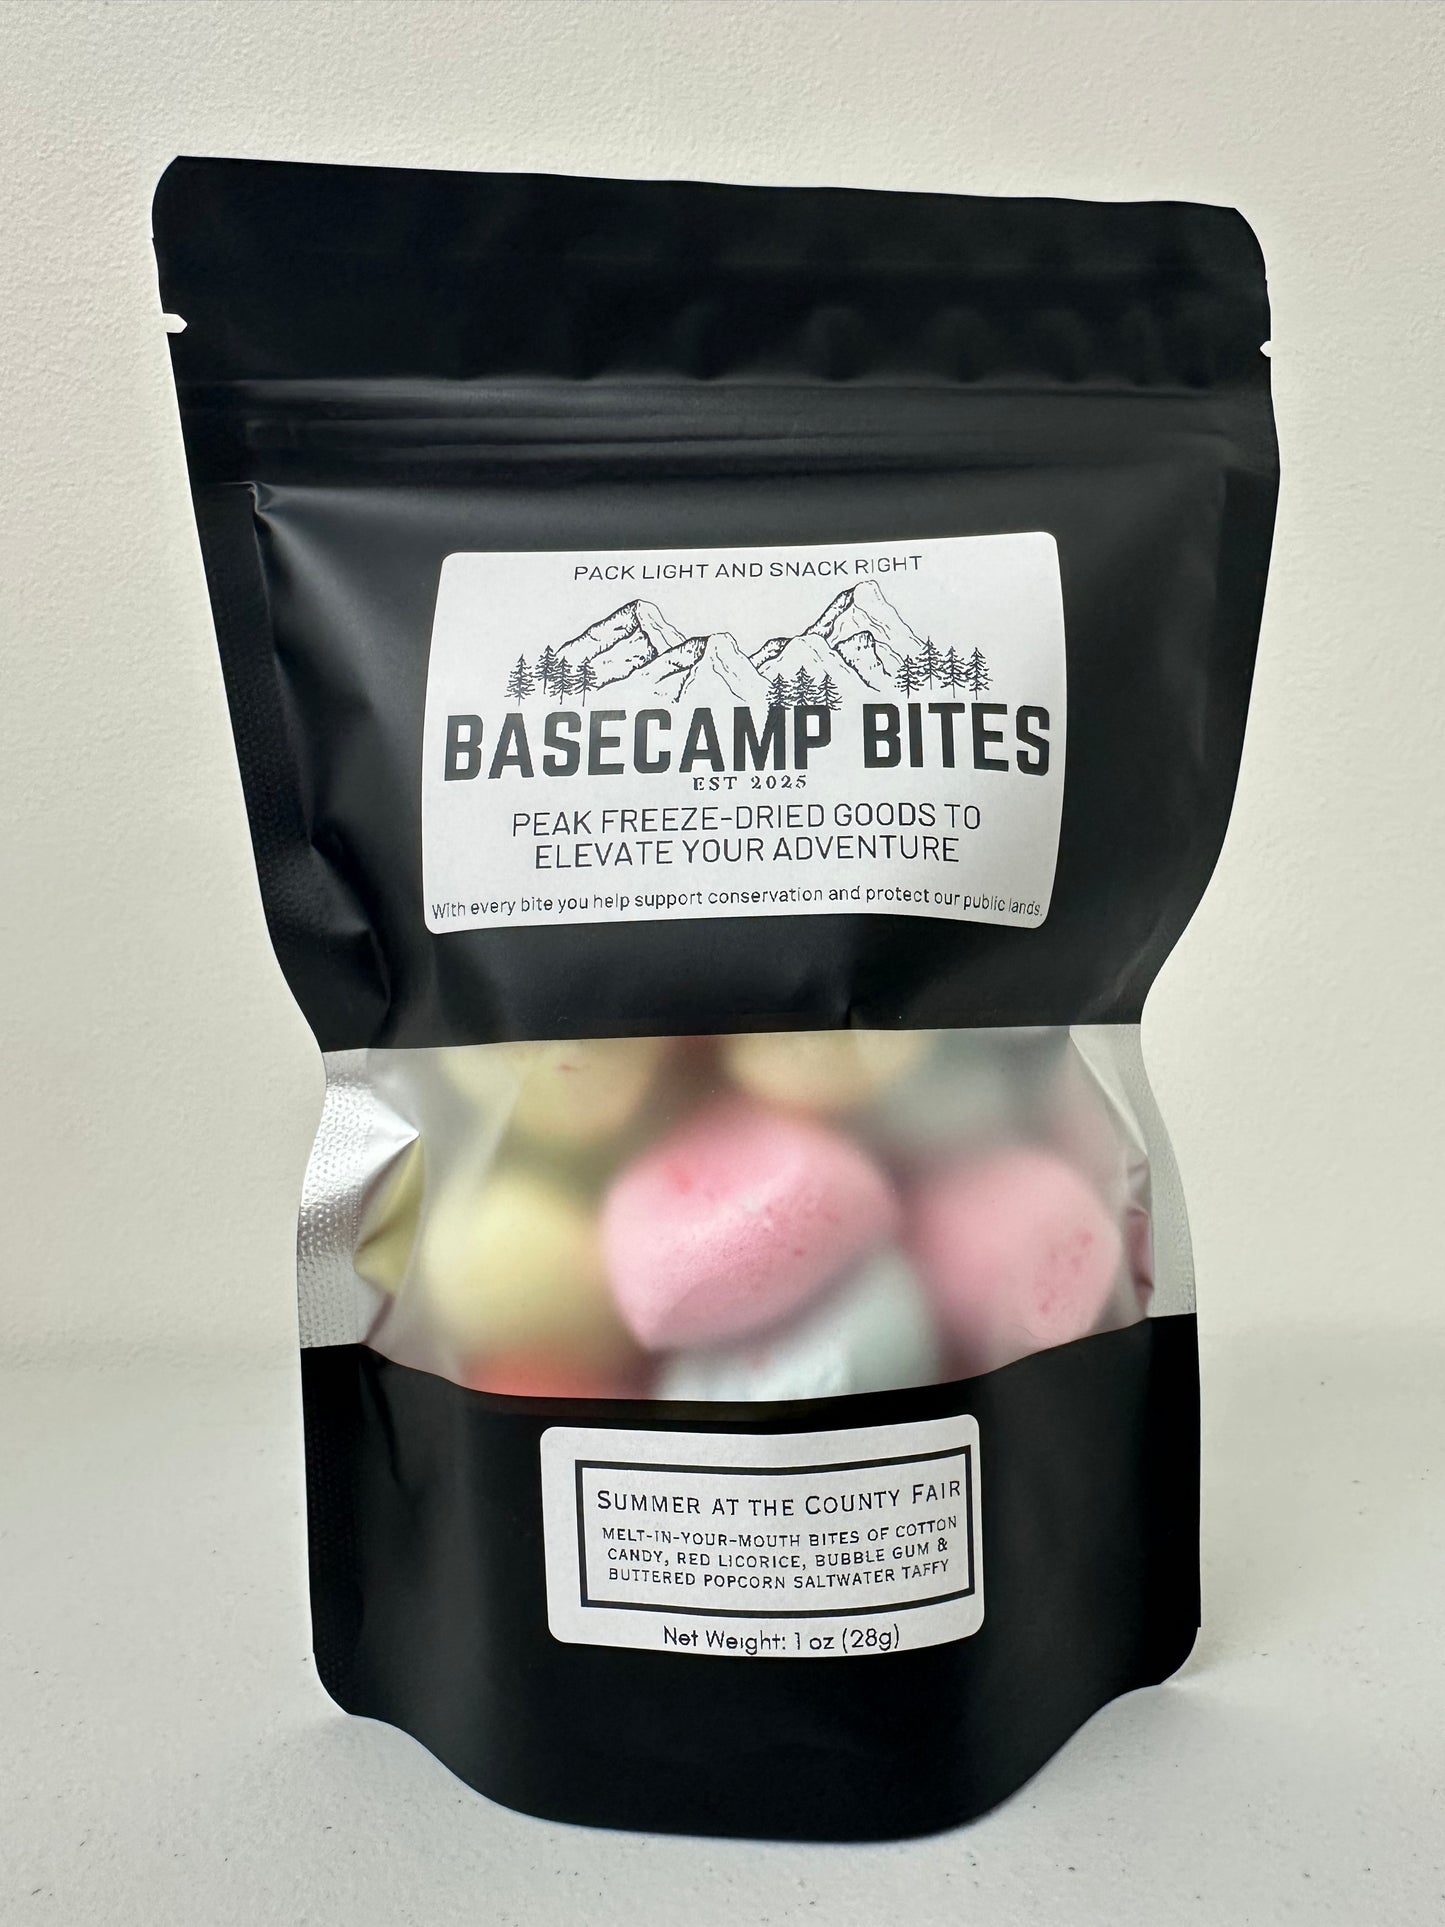 PACK LIGHT AND SNACK RIGHT
BASECAMP BITES
EST 2025
PEAK FREEZE-DRIED GOODS TO
ELEVATE YOUR ADVENTURE
With every bite you help support conservation and protect our public lands.
SUMMER AT THE COUNTY FAIR
MELT-IN-YOUR-MOUTH BITES OF COTTON
CANDY, RED LICORICE, BUBBLE GUM &
BUTTERED POPCORN SALTWATER TAFFY
Net Weight: 1 oz (28g)